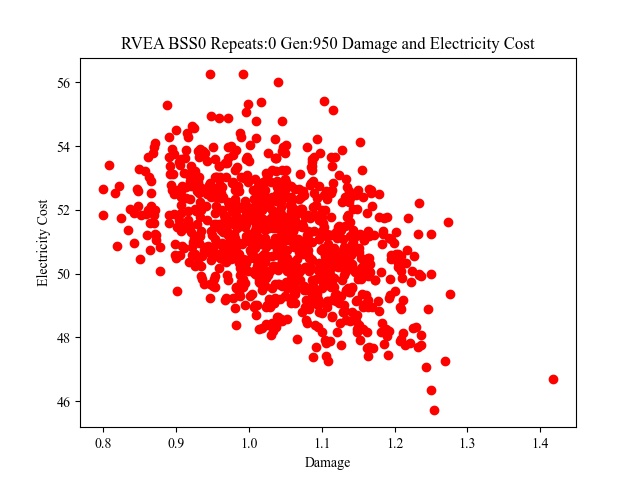 RVEA BSS0 Repeats:0 Gen:950 Damage and Electricity Cost
56
54
52
50
48
46
Electricity Cost
0.8 0.9 1.0 1.1 1.2 1.3 1.4
Damage